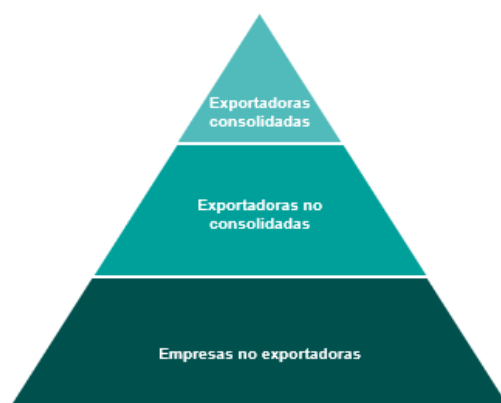 Exportadoras
consolidadas
Exportadoras no
consolidadas
Empresas no exportadoras